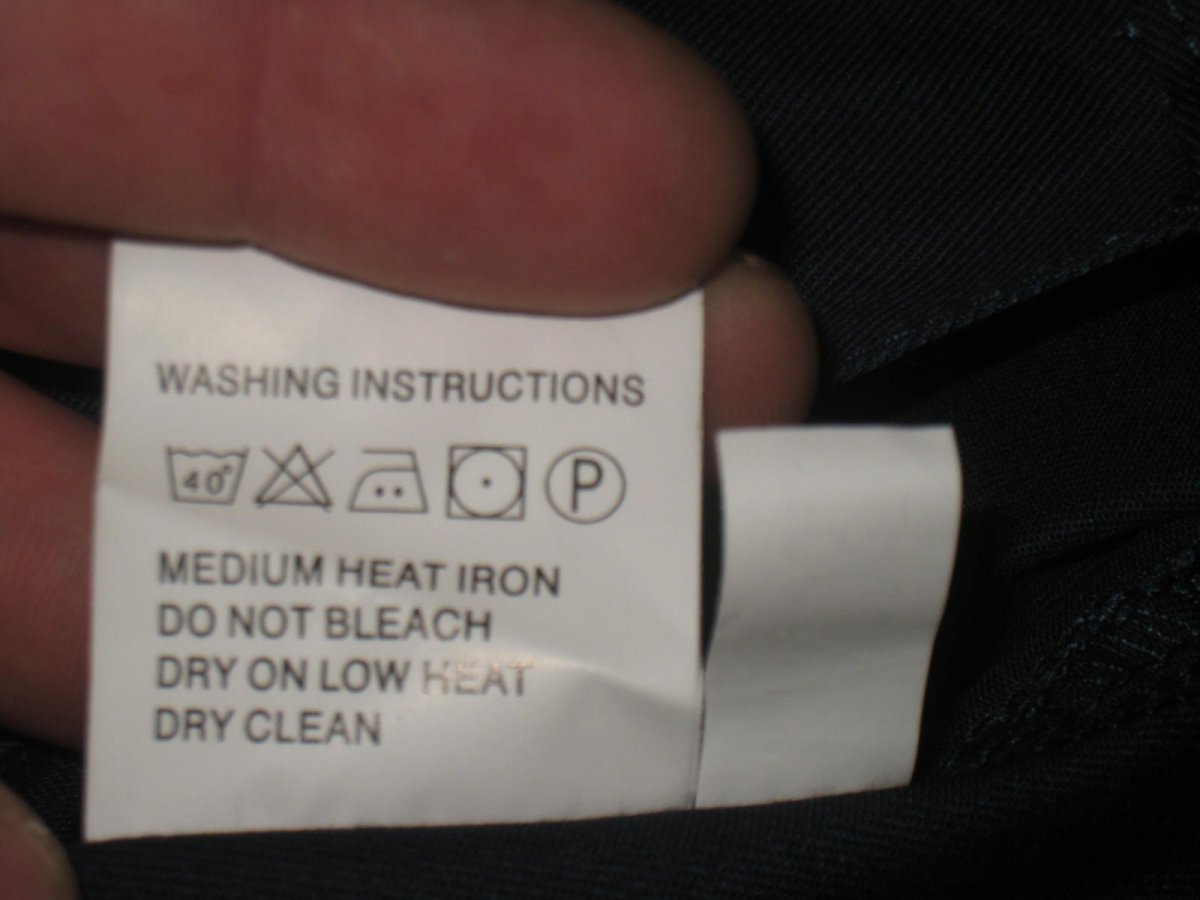 WASHING INSTRUCTIONS
40° P
MEDIUM HEAT IRON
DO NOT BLEACH
DRY ON LOW HEAT
DRY CLEAN